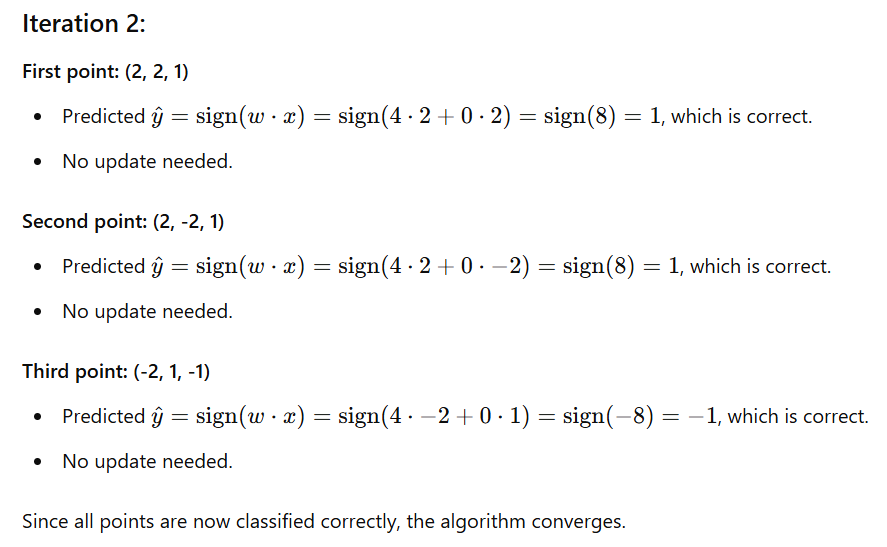 Iteration 2:
First point: (2, 2, 1)
• Predicted ŷ = sign(w · x) = sign(4 · 2 + 0 · 2) = sign(8) = 1, which is correct.
• No update needed.
Second point: (2, -2, 1)
• Predicted ŷ = sign(w · x) = sign(4 · 2 + 0 · −2) = sign(8) = 1, which is correct.
• No update needed.
Third point: (-2, 1, -1)
• Predicted ŷ = sign(w · x) = sign(4 · −2 + 0 · 1) = sign(−8) = −1, which is correct.
• No update needed.
Since all points are now classified correctly, the algorithm converges.